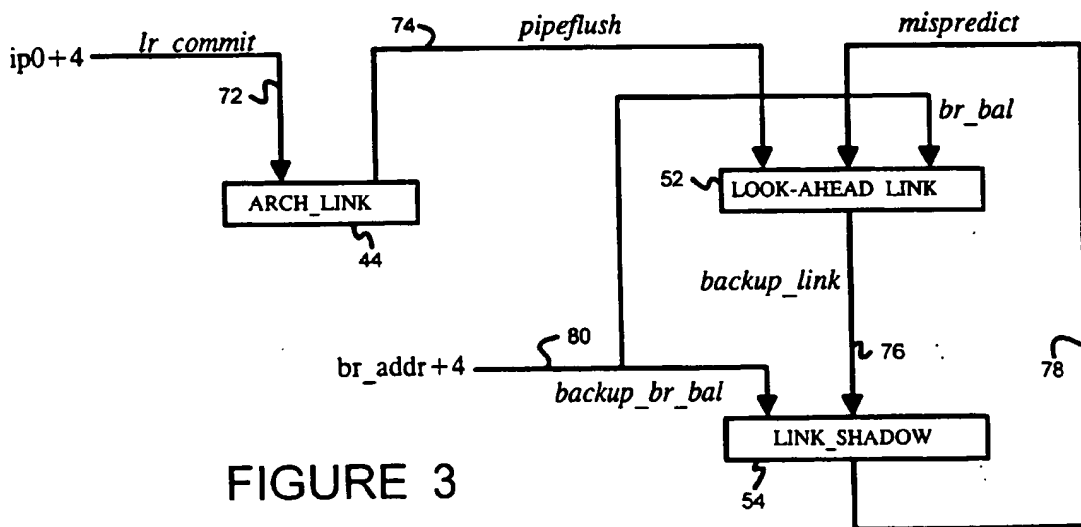 74
pipeflush
mispredict
lr_commit
ip0+4
72
br_bal
52
LOOK-AHEAD LINK
ARCH_LINK
44
backup_link
80
76
br_addr+4
78
backup_br_bal
LINK_SHADOW
FIGURE 3
54